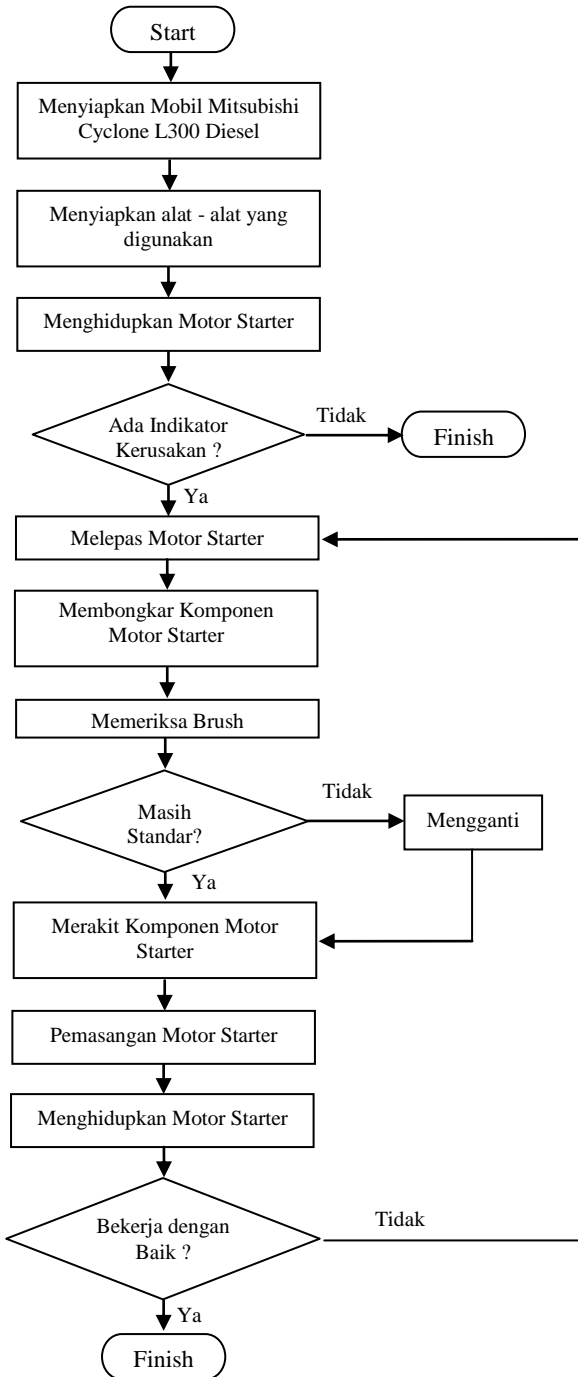 Start
Menyiapkan Mobil Mitsubishi
Cyclone L300 Diesel
Menyiapkan alat - alat yang
digunakan
Menghidupkan Motor Starter
Ada Indikator
Kerusakan ?
Tidak
Finish
Ya
Melepas Motor Starter
Membongkar Komponen
Motor Starter
Memeriksa Brush
Masih
Standar?
Tidak
Mengganti
Ya
Merakit Komponen Motor
Starter
Pemasangan Motor Starter
Menghidupkan Motor Starter
Bekerja dengan
Baik ?
Tidak
Ya
Finish